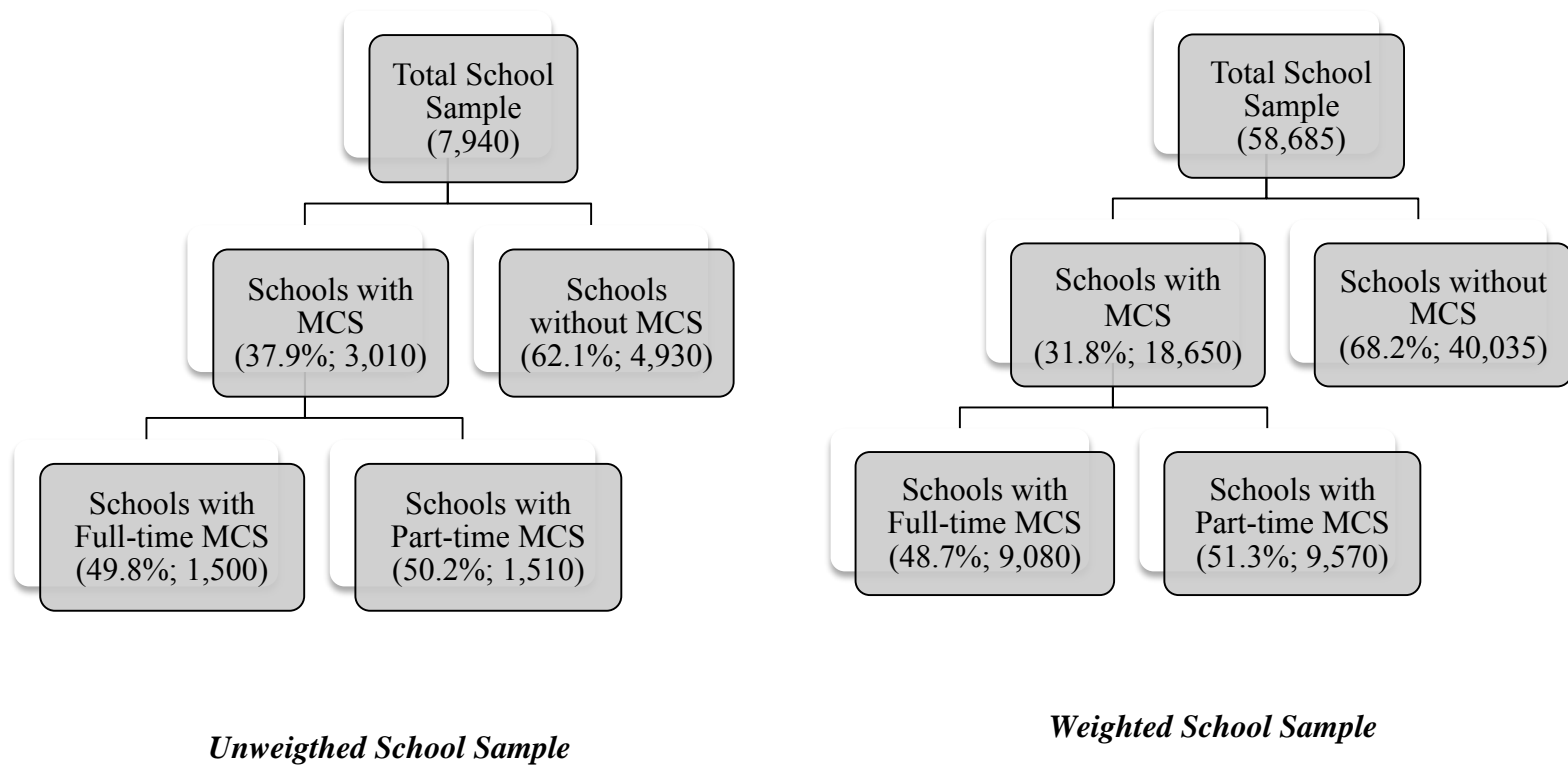 Total School
Sample
(7,940)
Schools with
MCS
(37.9%; 3,010)
Schools
without MCS
(62.1%; 4,930)
Schools with
Full-time MCS
(49.8%; 1,500)
Schools with
Part-time MCS
(50.2%; 1,510)
Unweigthed School Sample
Total School
Sample
(58,685)
Schools with
MCS
(31.8%; 18,650)
Schools without
MCS
(68.2%; 40,035)
Schools with
Full-time MCS
(48.7%; 9,080)
Schools with
Part-time MCS
(51.3%; 9,570)
Weighted School Sample